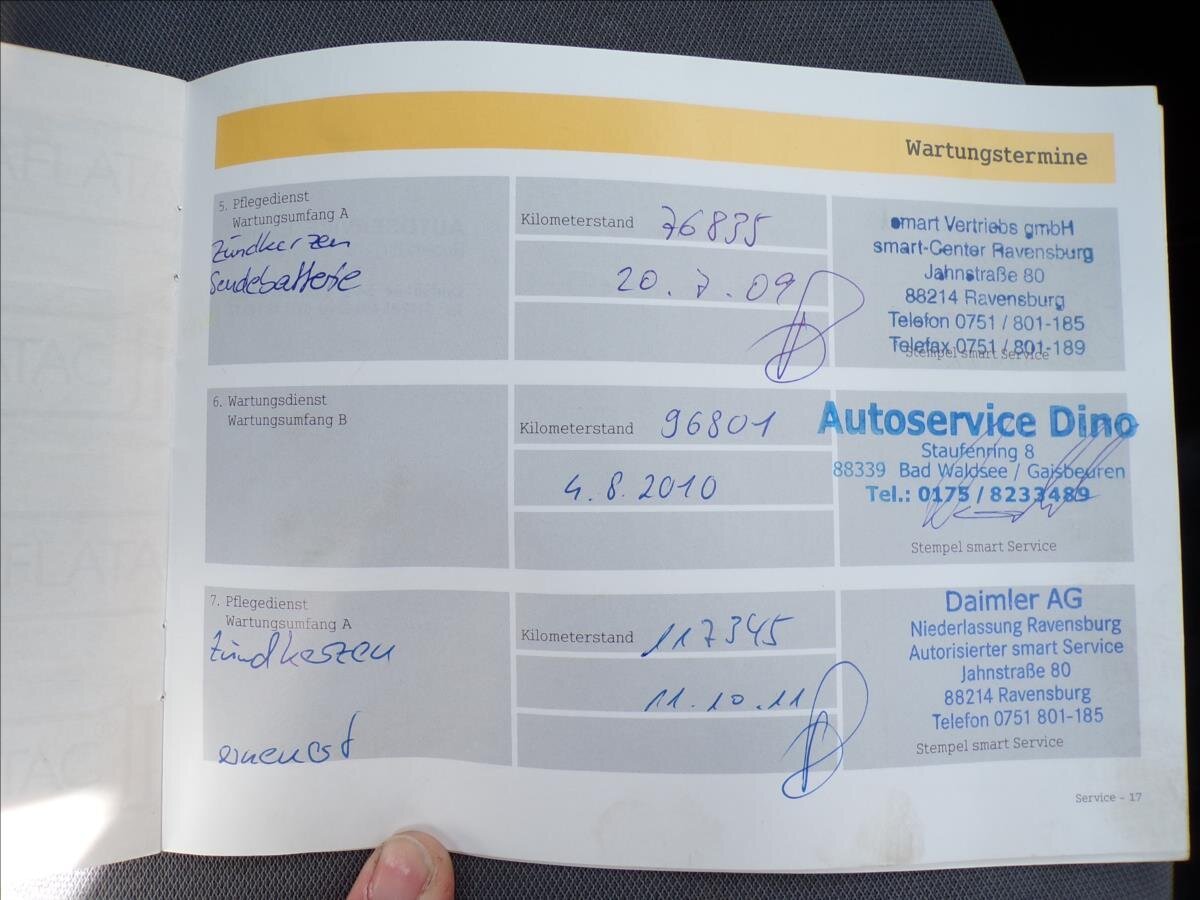 Wartungstermine
5. Pflegedienst
Wartungsumfang A
Zündkerzen
Sendebatterie
Kilometerstand 76835
20.7.09
smart Vertriebs gmbH
smart-Center Ravensburg
Jahnstraße 80
88214 Ravensburg
Telefon 0751 / 801-185
Telefax 0751 / 801-189
Stempel smart Service
6. Wartungsdienst
Wartungsumfang B
Kilometerstand 96801
4.8.2010
Autoservice Dino
Staufenring 8
88339 Bad Waldsee / Gaisbeuren
Tel.: 0175 / 8233489
Stempel smart Service
7. Pflegedienst
Wartungsumfang A
Zündkerzen
erneuert
Kilometerstand 117345
11.10.11
Daimler AG
Niederlassung Ravensburg
Autorisierter smart Service
Jahnstraße 80
88214 Ravensburg
Telefon 0751 801-185
Stempel smart Service
Service - 17